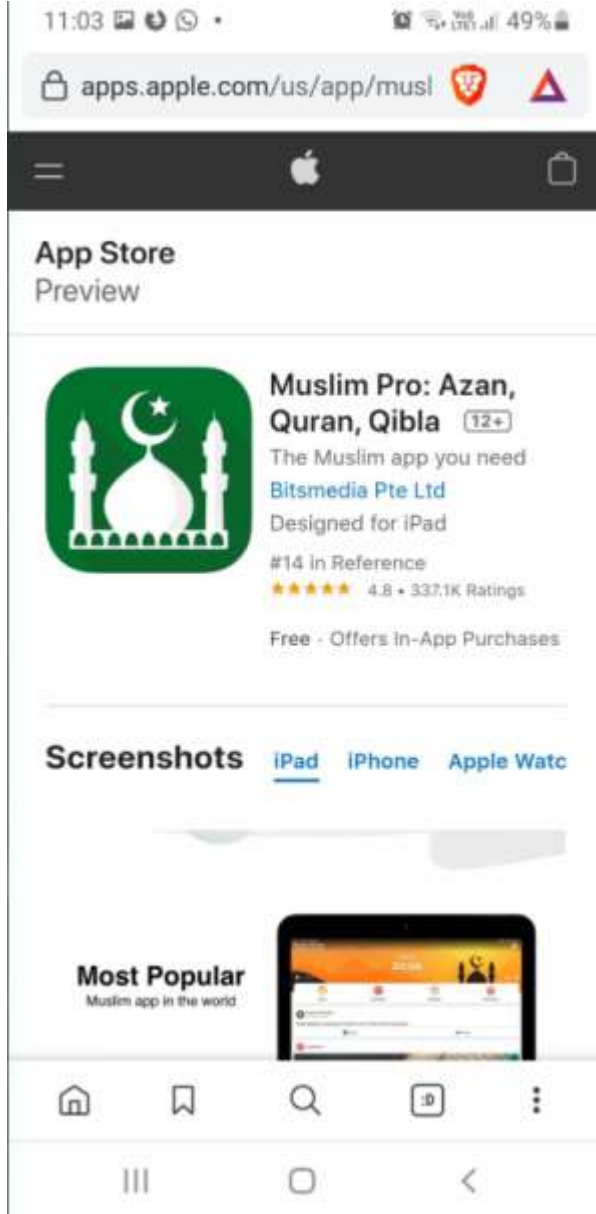 11:03
49%
apps.apple.com/us/app/musl
App Store
Preview
Muslim Pro: Azan,
Quran, Qibla 12+
The Muslim app you need
Bitsmedia Pte Ltd
Designed for iPad
#14 in Reference
4.8 • 337.1K Ratings
Free · Offers In-App Purchases
Screenshots iPad iPhone Apple Watc
Most Popular
Muslim app in the world
:D